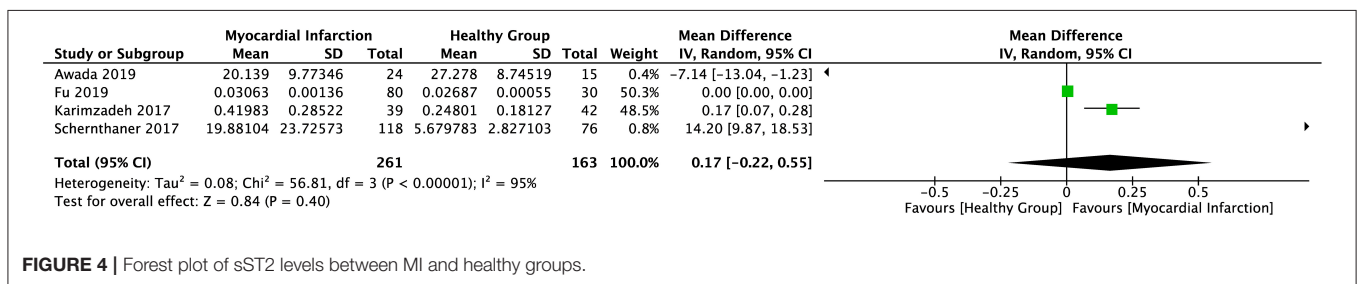 Myocardial Infarction Healthy Group Mean Difference Mean Difference
Study or Subgroup Mean SD Total Mean SD Total Weight IV, Random, 95% CI IV, Random, 95% CI
Awada 2019 20.139 9.77346 24 27.278 8.74519 15 0.4% −7.14 [−13.04, −1.23]
Fu 2019 0.03063 0.00136 80 0.02687 0.00055 30 50.3% 0.00 [0.00, 0.00]
Karimzadeh 2017 0.41983 0.28522 39 0.24801 0.18127 42 48.5% 0.17 [0.07, 0.28]
Schernthaner 2017 19.88104 23.72573 118 5.679783 2.827103 76 0.8% 14.20 [9.87, 18.53]
Total (95% CI) 261 163 100.0% 0.17 [−0.22, 0.55]
Heterogeneity: Tau² = 0.08; Chi² = 56.81, df = 3 (P < 0.00001); I² = 95%
Test for overall effect: Z = 0.84 (P = 0.40)
−0.5 −0.25 0 0.25 0.5
Favours [Healthy Group] Favours [Myocardial Infarction]
FIGURE 4 | Forest plot of sST2 levels between MI and healthy groups.